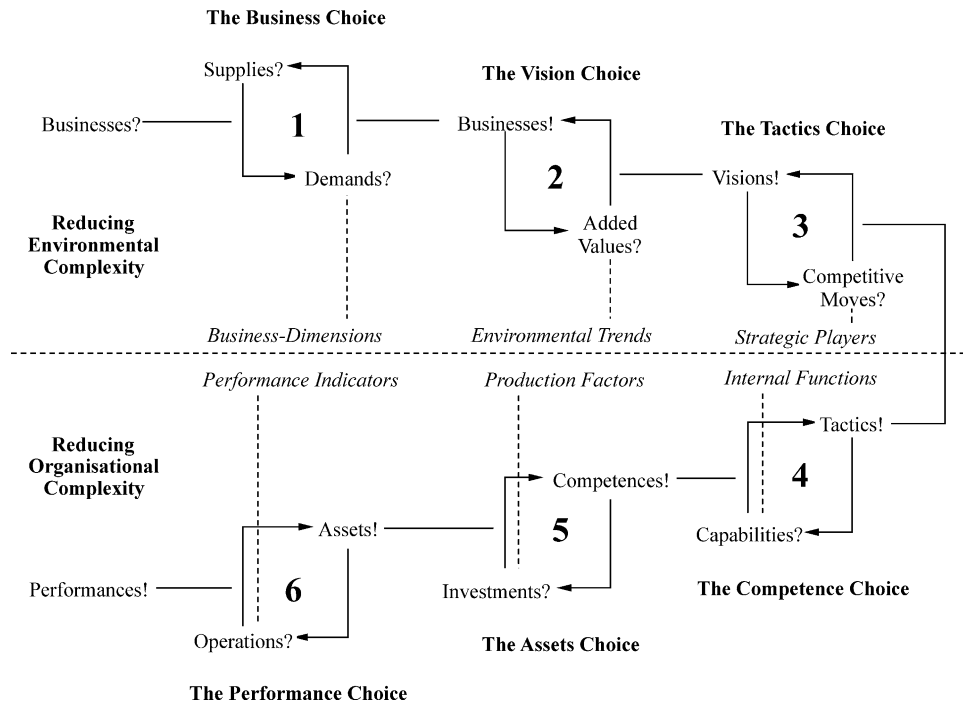 The Business Choice
Supplies?
The Vision Choice
Businesses?
1
Businesses!
The Tactics Choice
Demands?
2
Visions!
Reducing
Environmental
Complexity
Added
Values?
3
Competitive
Moves?
Business-Dimensions
Environmental Trends
Strategic Players
Performance Indicators
Production Factors
Internal Functions
Reducing
Organisational
Complexity
Tactics!
Competences!
4
Assets!
5
Capabilities?
Performances!
6
Investments?
The Competence Choice
Operations?
The Assets Choice
The Performance Choice